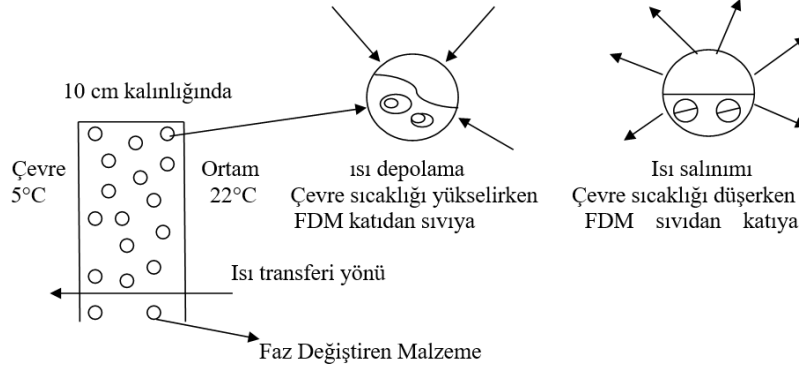 10 cm kalınlığında
Çevre
5°C
Ortam
22°C
ısı depolama
Çevre sıcaklığı yükselirken
FDM katıdan sıvıya
Isı salınımı
Çevre sıcaklığı düşerken
FDM sıvıdan katıya
Isı transferi yönü
Faz Değiştiren Malzeme